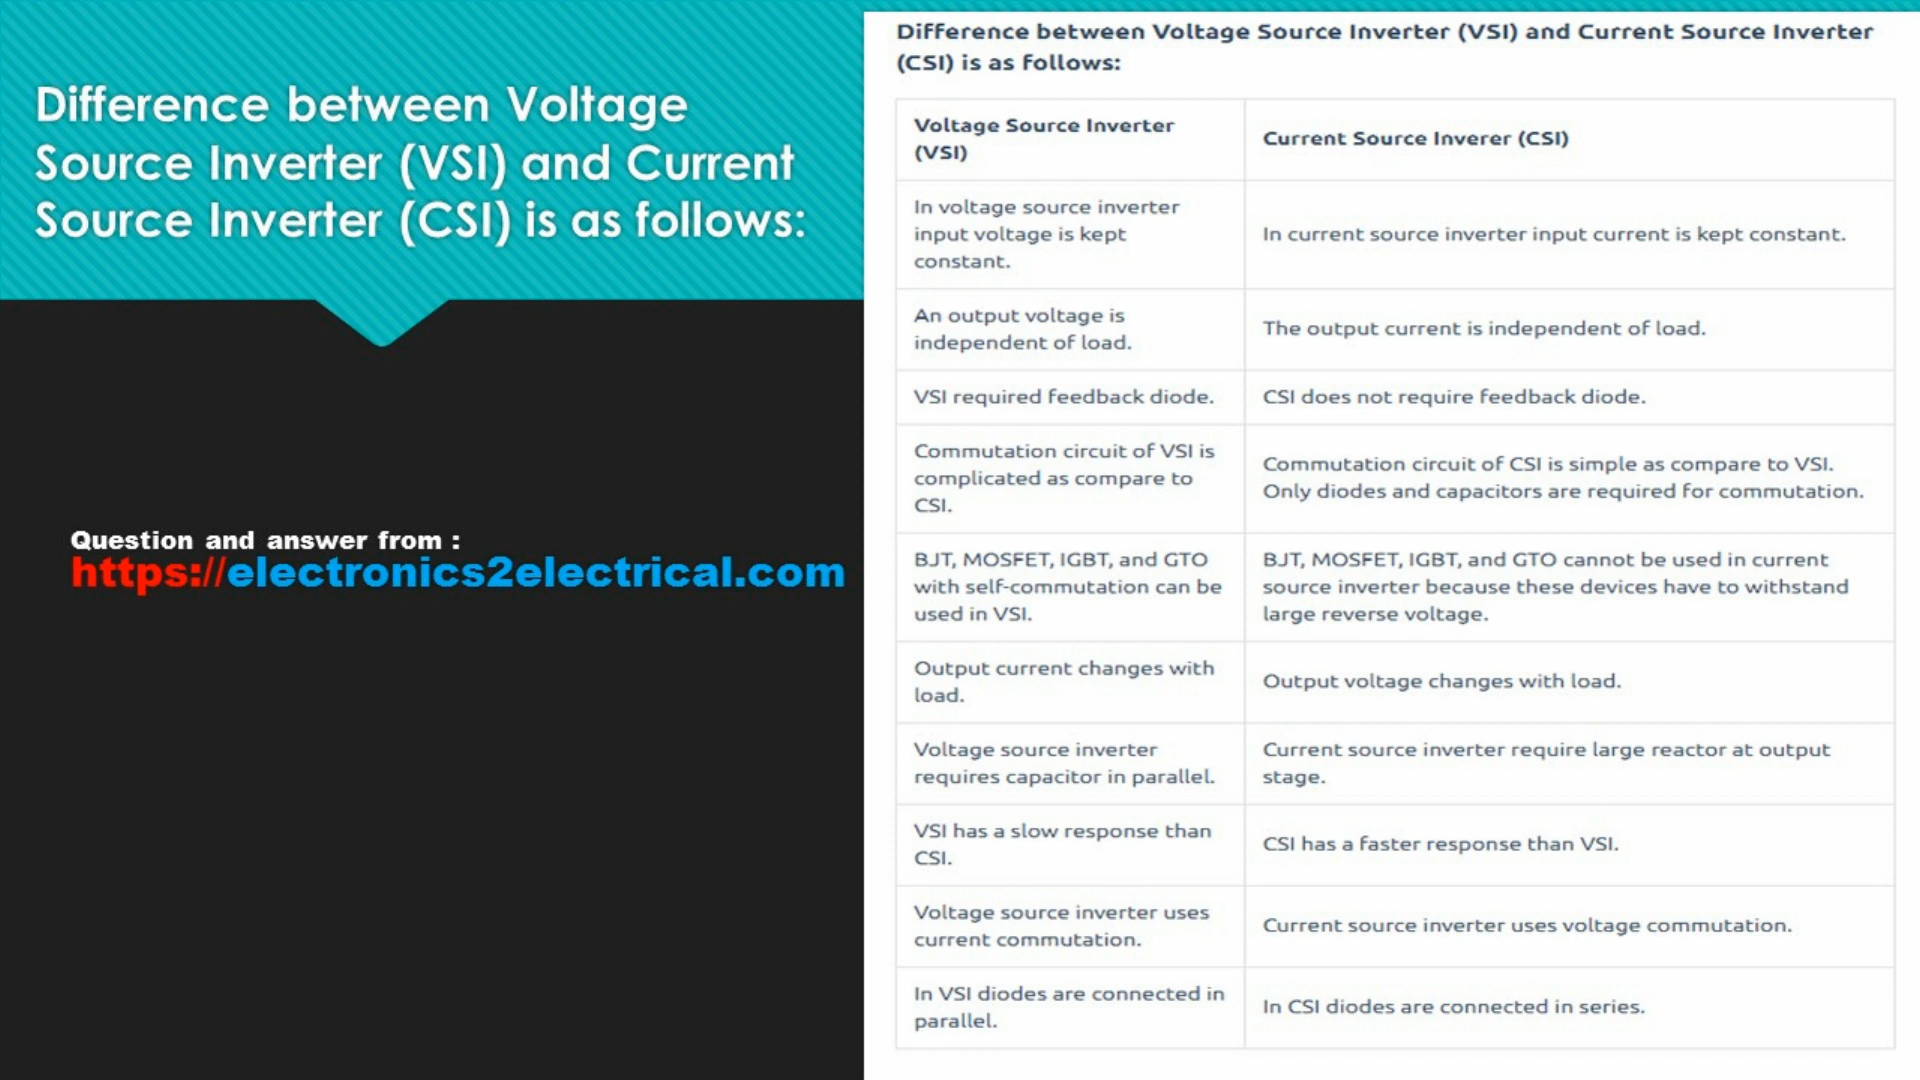 Difference between Voltage
Source Inverter (VSI) and Current
Source Inverter (CSI) is as follows:
Question and answer from :
https://electronics2electrical.com
Difference between Voltage Source Inverter (VSI) and Current Source Inverter
(CSI) is as follows:
Voltage Source Inverter
(VSI)
Current Source Inverer (CSI)
In voltage source inverter
input voltage is kept
constant.
In current source inverter input current is kept constant.
An output voltage is
independent of load.
The output current is independent of load.
VSI required feedback diode.
CSI does not require feedback diode.
Commutation circuit of VSI is
complicated as compare to
CSI.
Commutation circuit of CSI is simple as compare to VSI.
Only diodes and capacitors are required for commutation.
BJT, MOSFET, IGBT, and GTO
with self-commutation can be
used in VSI.
BJT, MOSFET, IGBT, and GTO cannot be used in current
source inverter because these devices have to withstand
large reverse voltage.
Output current changes with
load.
Output voltage changes with load.
Voltage source inverter
requires capacitor in parallel.
Current source inverter require large reactor at output
stage.
VSI has a slow response than
CSI.
CSI has a faster response than VSI.
Voltage source inverter uses
current commutation.
Current source inverter uses voltage commutation.
In VSI diodes are connected in
parallel.
In CSI diodes are connected in series.